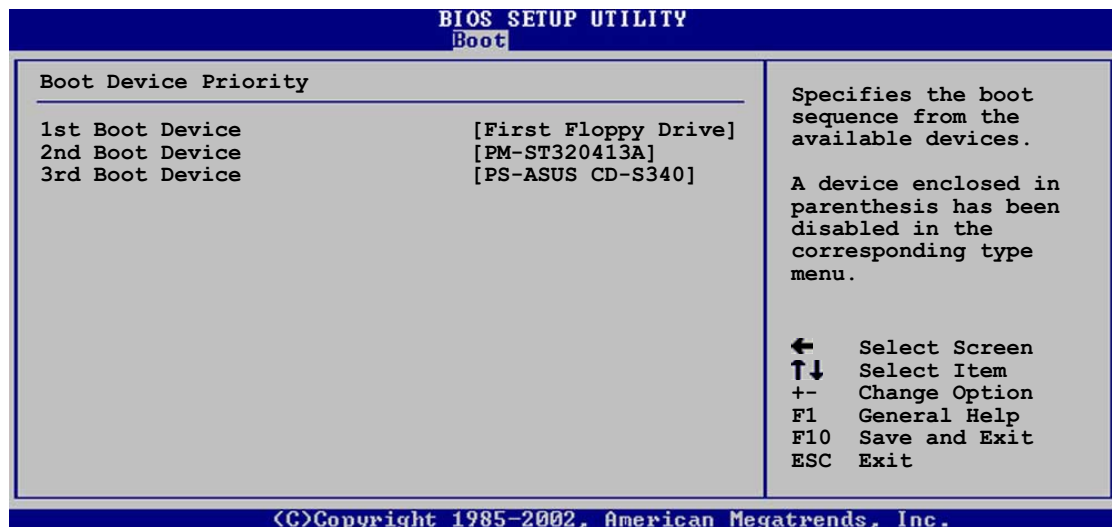 BIOS SETUP UTILITY
Boot
Boot Device Priority
1st Boot Device [First Floppy Drive]
2nd Boot Device [PM-ST320413A]
3rd Boot Device [PS-ASUS CD-S340]
Specifies the boot
sequence from the
available devices.
A device enclosed in
parenthesis has been
disabled in the
corresponding type
menu.
← Select Screen
↑↓ Select Item
+- Change Option
F1 General Help
F10 Save and Exit
ESC Exit
(C)Copyright 1985-2002, American Megatrends, Inc.